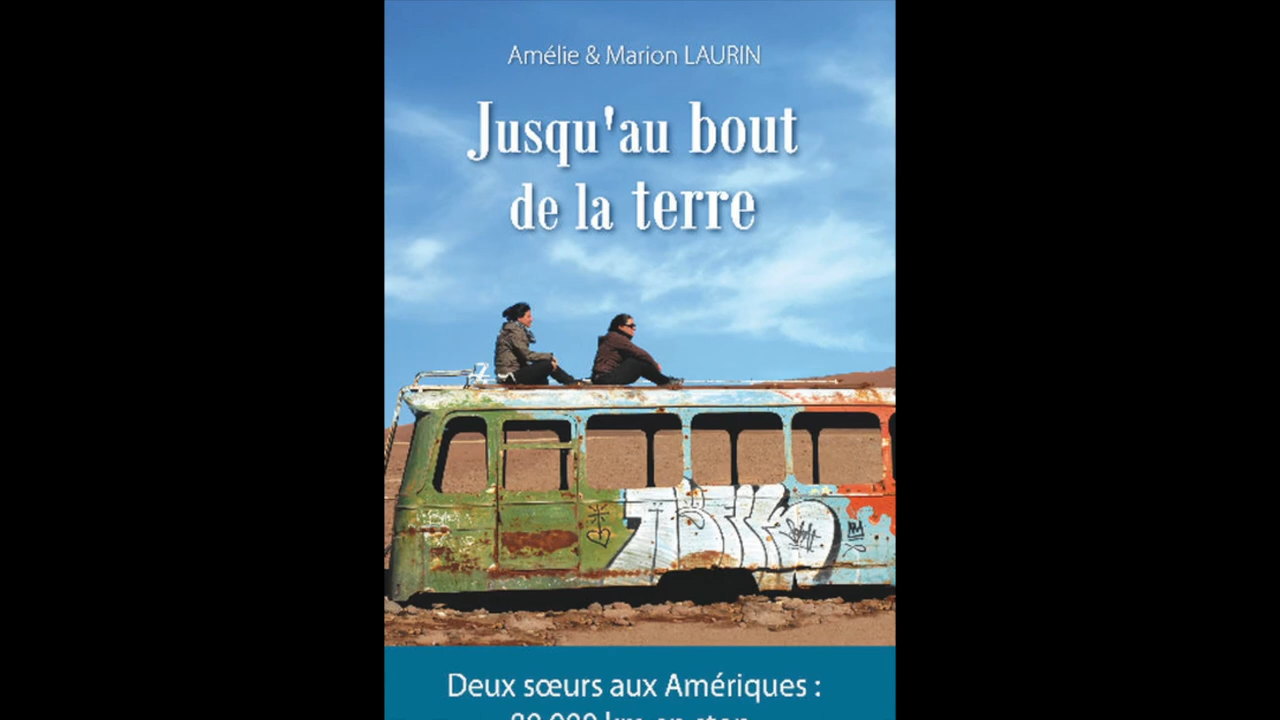 Amélie & Marion LAURIN
Jusqu'au bout
de la terre
Deux sœurs aux Amériques :